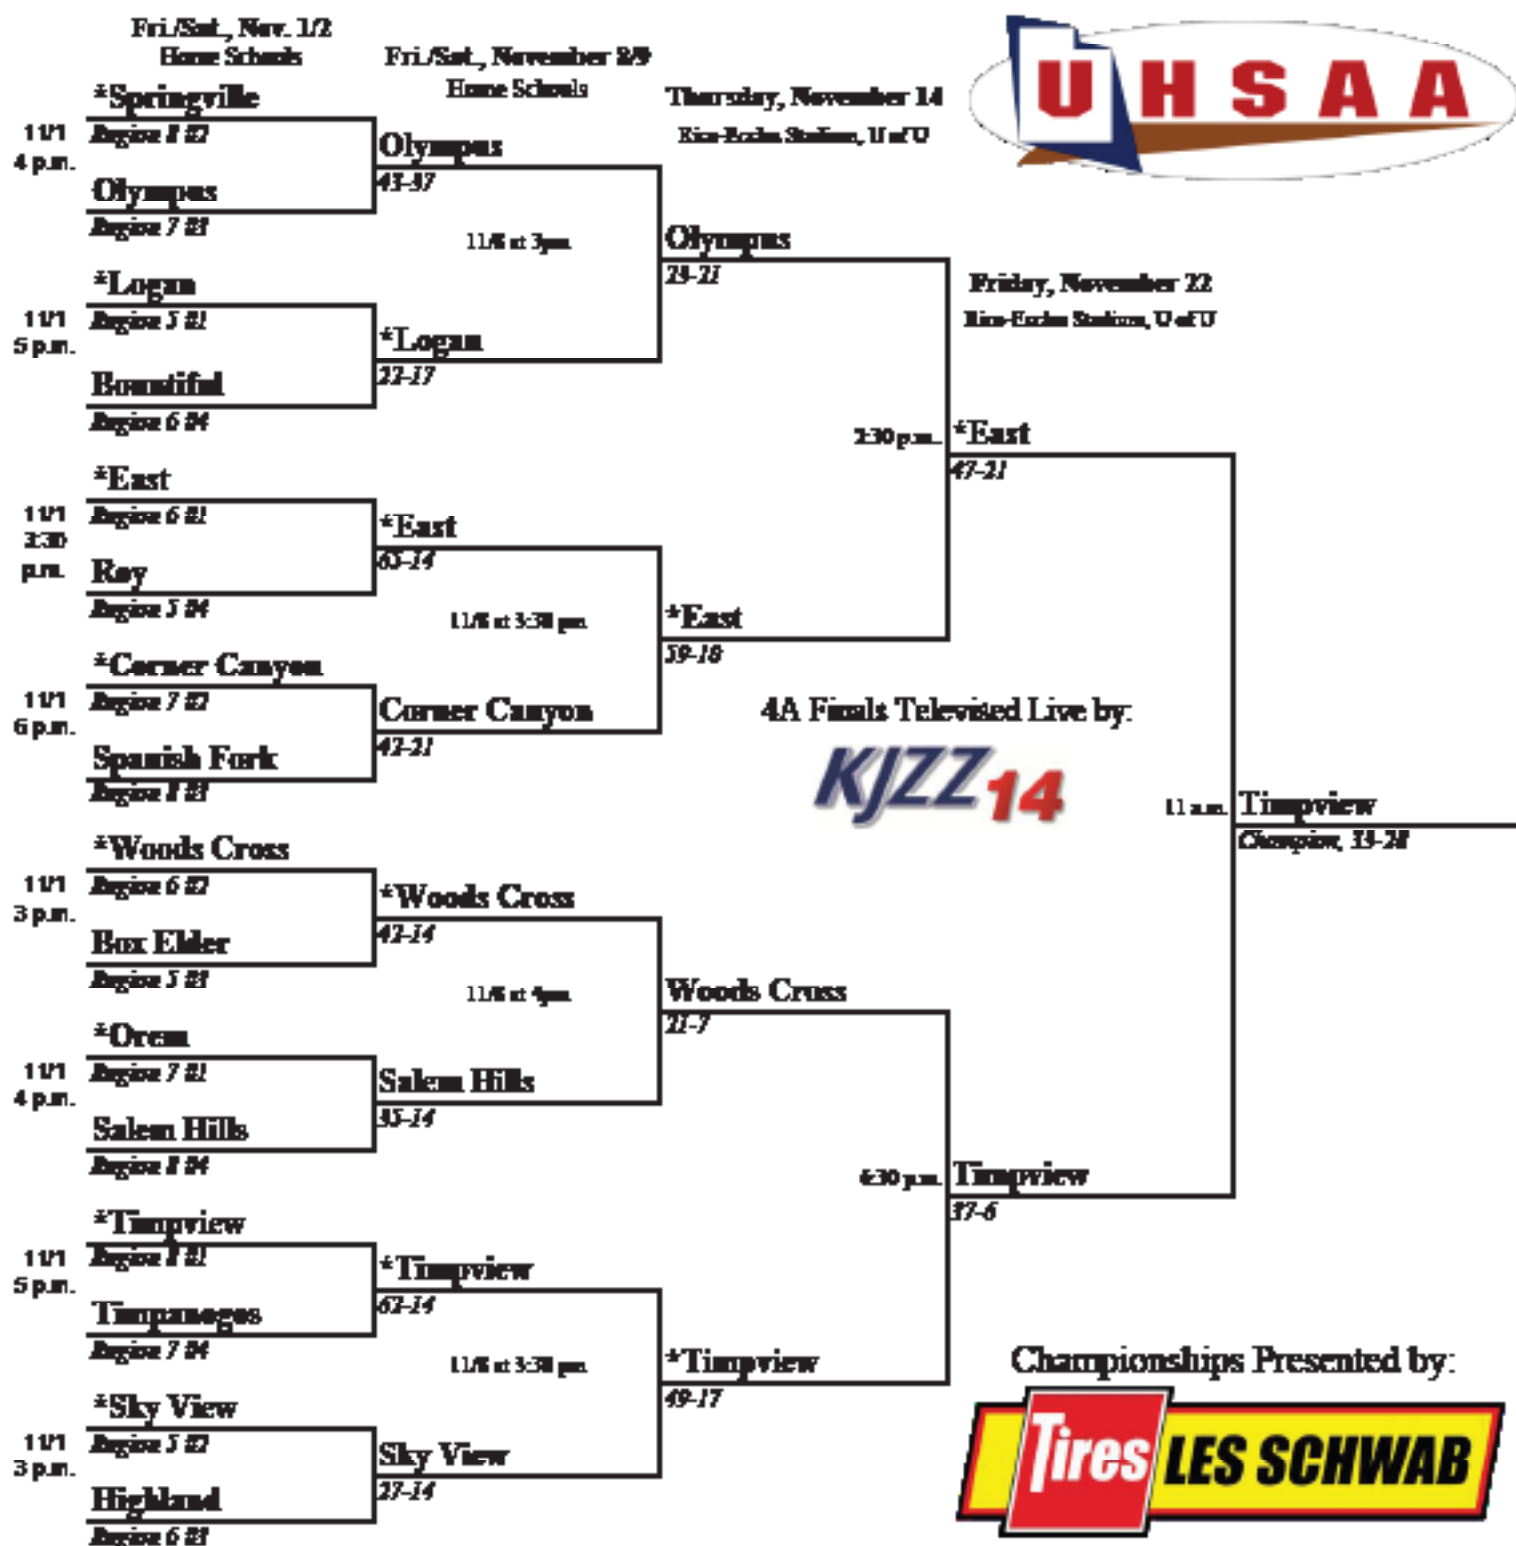 Fri./Sat., Nov. 1/2
Home Schools
Fri./Sat., November 8/9
Home Schools
Thursday, November 14
Rice-Eccles Stadium, U of U
UHSAA
*Springville
Region 8 #2
11/1
4 p.m.
Olympus
Region 7 #3
Olympus
43-37
11/8 at 3pm
*Logan
Region 5 #1
11/1
5 p.m.
Bountiful
Region 6 #4
*Logan
22-17
Olympus
21
Friday, November 22
Rice-Eccles Stadium, U of U
*East
Region 6 #1
11/1
3:30
p.m.
Roy
Region 5 #4
*East
65-14
11/8 at 3:30 pm
*Corner Canyon
Region 7 #2
11/1
6 p.m.
Spanish Fork
Region 8 #3
Corner Canyon
42-21
*East
59-18
2:30 p.m.
*East
47-21
4A Finals Televised Live by:
KJZZ 14
*Woods Cross
Region 6 #2
11/1
3 p.m.
Box Elder
Region 5 #3
*Woods Cross
42-14
11/8 at 4pm
*Orem
Region 7 #1
11/1
4 p.m.
Salem Hills
Region 8 #4
Salem Hills
35-14
Woods Cross
21-7
11 a.m.
Timpview
Champion,
*Timpview
Region 8 #1
11/1
5 p.m.
Timpanogos
Region 7 #4
*Timpview
62-14
11/8 at 3:30 pm
*Sky View
Region 5 #2
11/1
3 p.m.
Highland
Region 6 #3
Sky View
27-14
*Timpview
49-17
6:30 p.m.
Timpview
37-6
Championships Presented by:
Tires LES SCHWAB